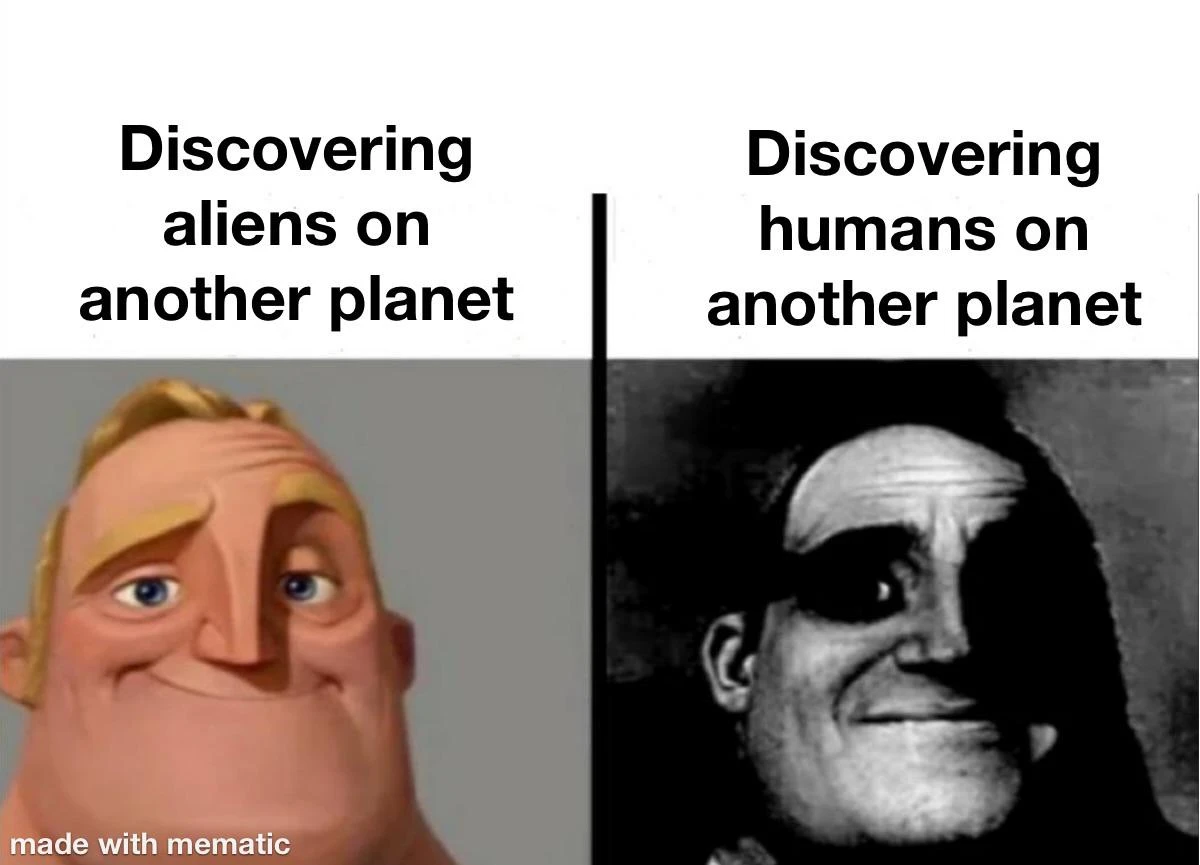 Discovering
aliens on
another planet
Discovering
humans on
another planet
made with mematic